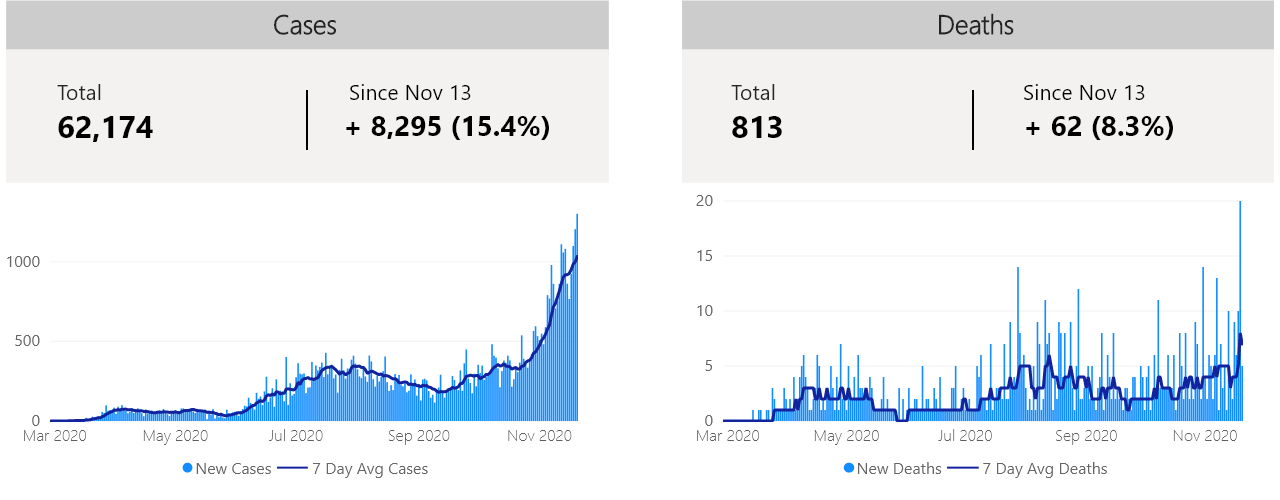 Cases
Total
Since Nov 13
62,174
+ 8,295 (15.4%)
1000
500
0
Mar 2020 May 2020 Jul 2020 Sep 2020 Nov 2020
New Cases 7 Day Avg Cases
Deaths
Total
Since Nov 13
813
+ 62 (8.3%)
20
15
10
5
0
Mar 2020 May 2020 Jul 2020 Sep 2020 Nov 2020
New Deaths 7 Day Avg Deaths